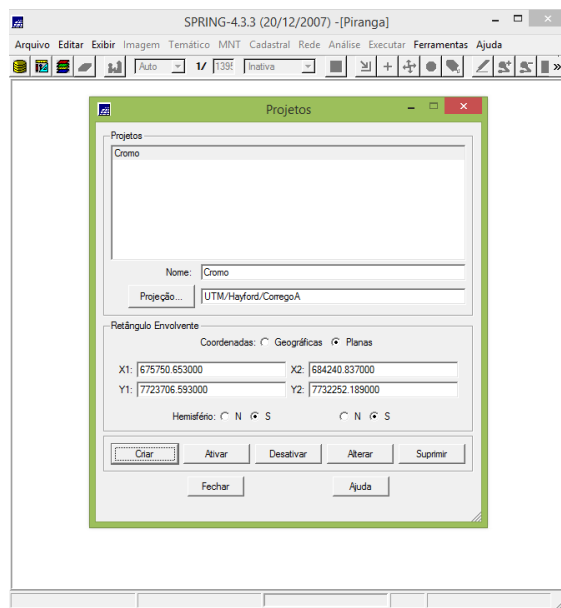 SPRING-4.3.3 (20/12/2007) -[Piranga]
Arquivo Editar Exibir Imagem Temático MNT Cadastral Rede Análise Executar Ferramentas Ajuda
Auto 1/ 1395 Inativa »
Projetos
Projetos
Cromo
Nome: Cromo
Projeção... UTM/Hayford/CorregoA
Retângulo Envolvente
Coordenadas: Geográficas Planas
X1: 675750.653000 X2: 684240.837000
Y1: 7723706.593000 Y2: 7732252.189000
Hemisfério: N S N S
Criar Ativar Desativar Alterar Suprimir
Fechar Ajuda